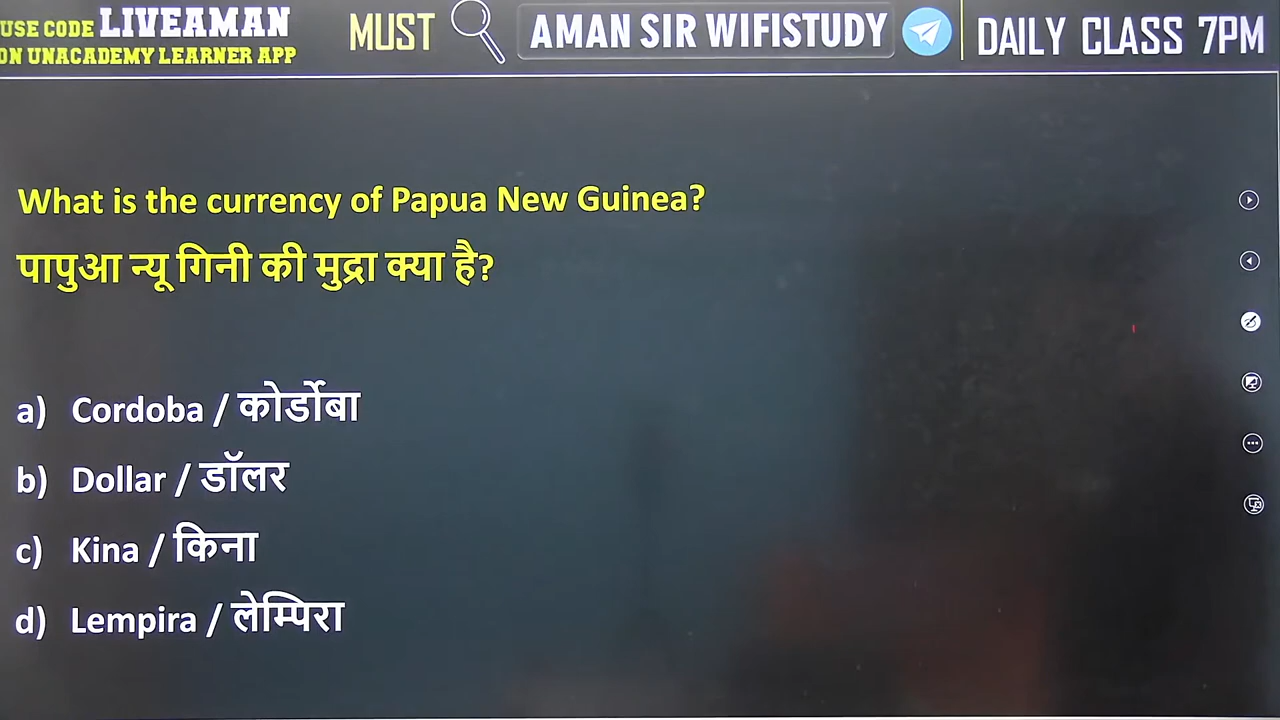 USE CODE LIVEAMAN
ON UNACADEMY LEARNER APP
MUST
AMAN SIR WIFISTUDY
DAILY CLASS 7PM
What is the currency of Papua New Guinea?
पापुआ न्यू गिनी की मुद्रा क्या है?
a) Cordoba / कोर्डोबा
b) Dollar / डॉलर
c) Kina / किना
d) Lempira / लेम्पिरा